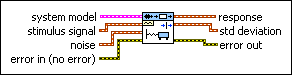 system model
stimulus signal
noise
error in (no error)
response
std deviation
error out